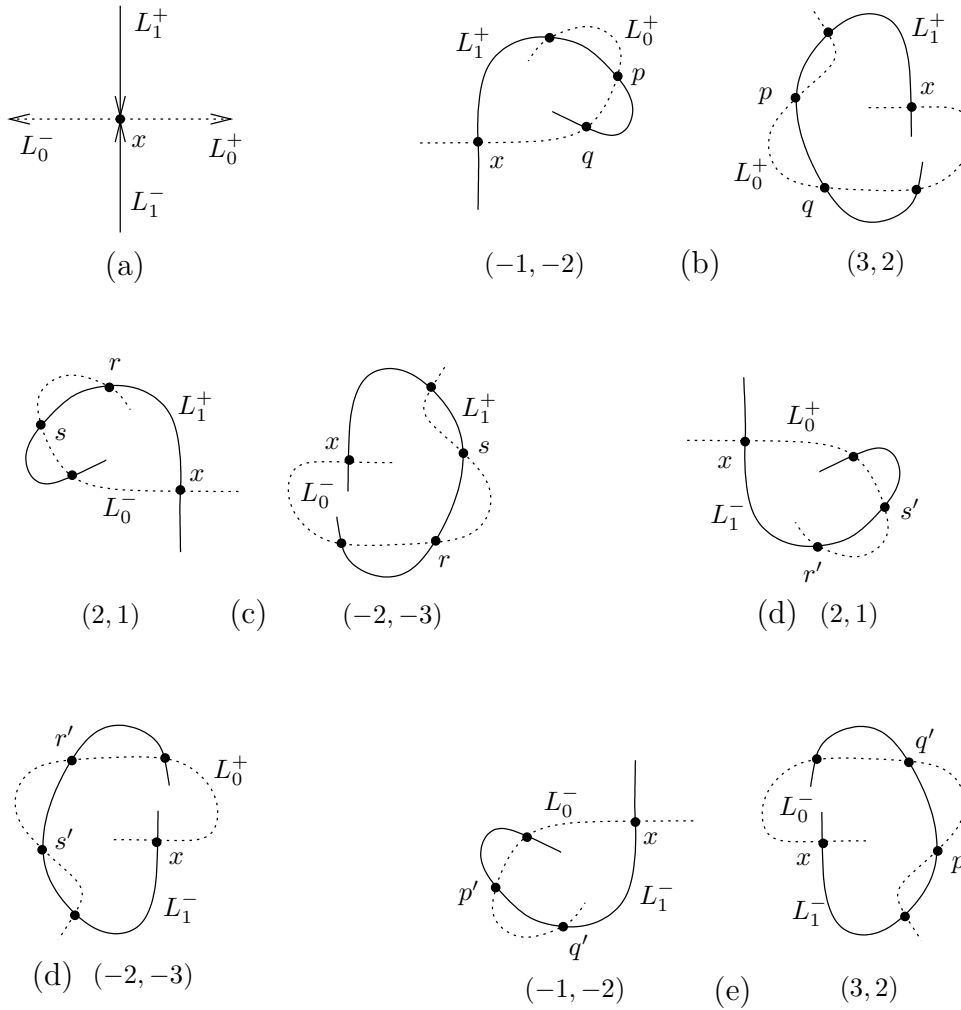 L_1^+
L_0^-
x
L_0^+
L_1^-
(a)
L_1^+
L_0^+
p
x
q
(−1, −2)
(b)
L_1^+
x
p
L_0^+
q
(3, 2)
r
L_1^+
s
x
L_0^-
(2, 1)
(c)
L_1^+
x
s
L_0^-
r
(−2, −3)
L_0^+
x
L_1^-
s′
r′
(d) (2, 1)
r′
L_0^+
s′
x
L_1^-
(d) (−2, −3)
L_0^-
x
p′
L_1^-
q′
(−1, −2)
(e)
q′
L_0^-
x
p
L_1^-
(3, 2)